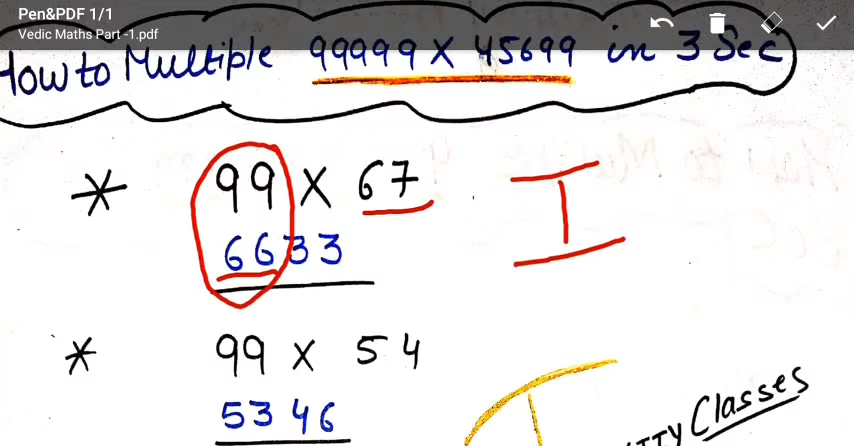 Pen&PDF 1/1
Vedic Maths Part -1.pdf
How to Multiple 99999 X 45699 in 3 Sec
* 99 X 67
6633
I
* 99 X 54
5346
Classes